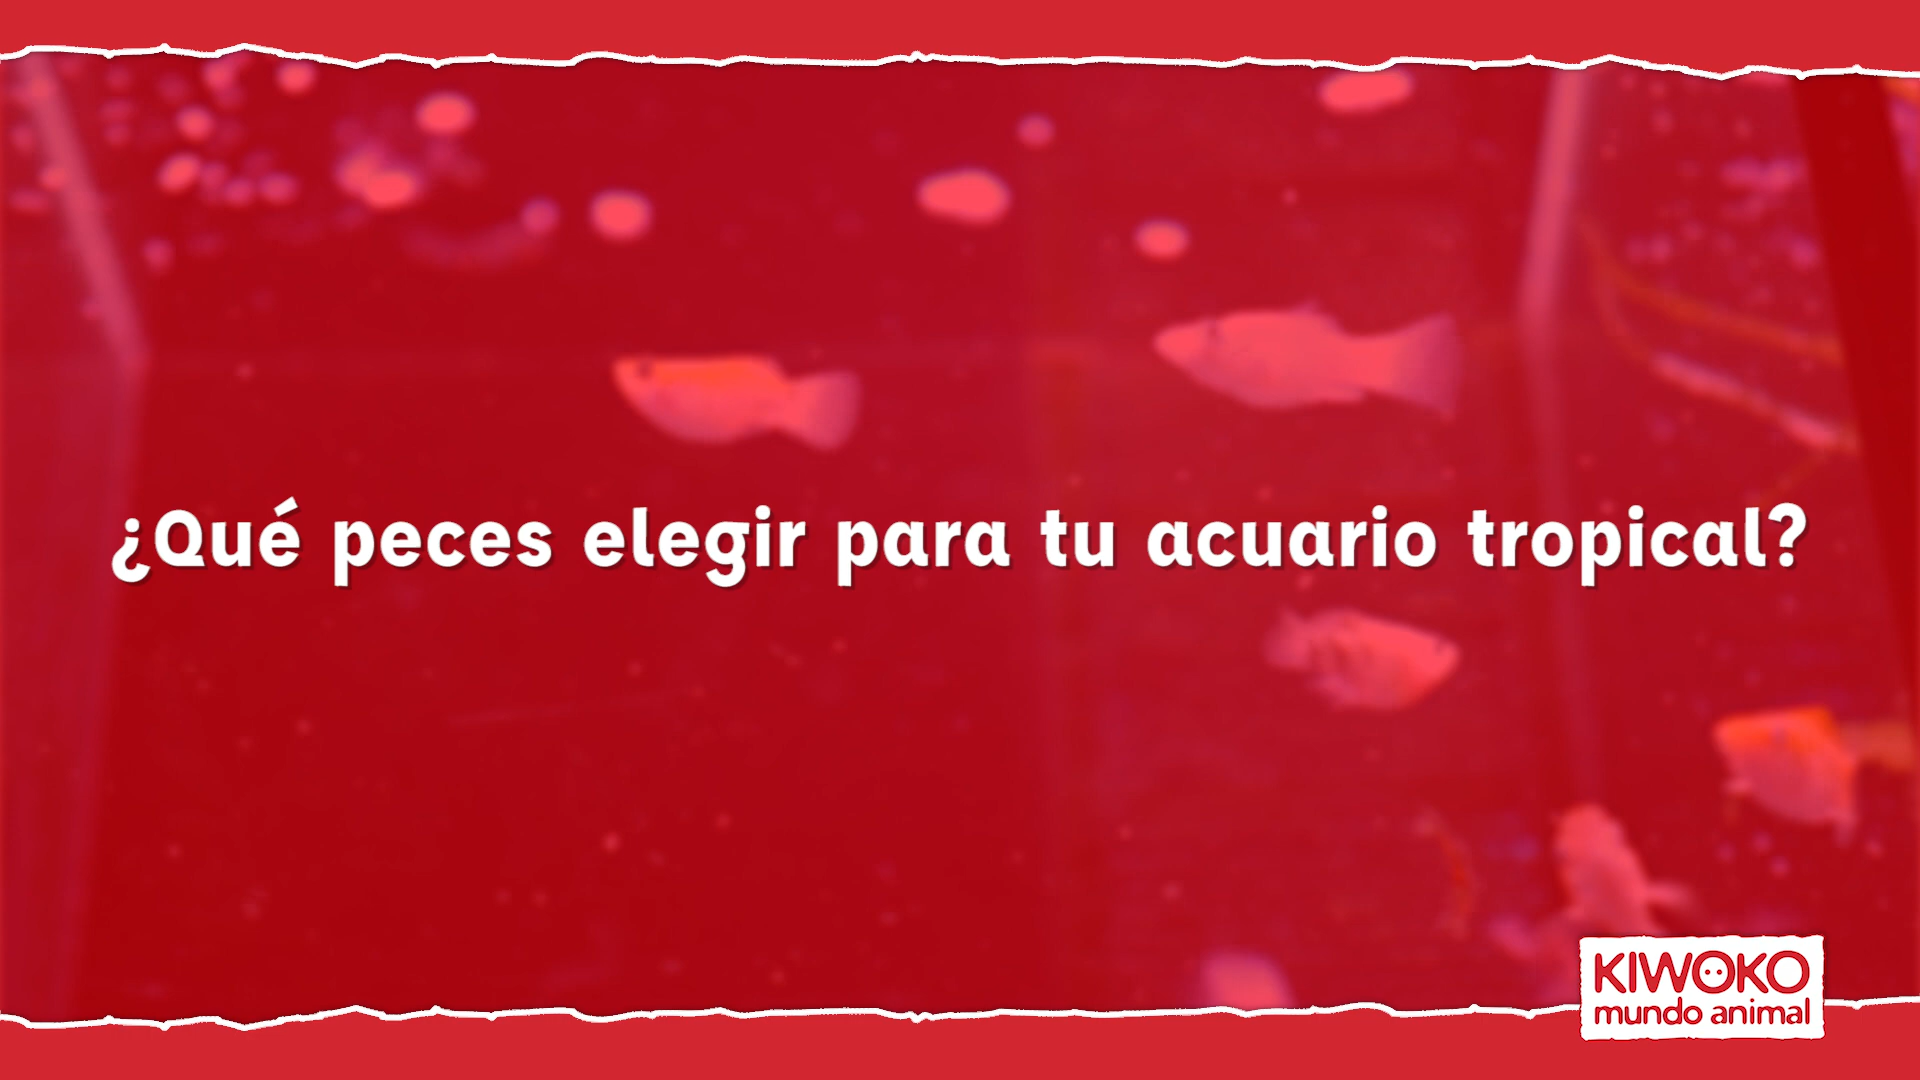 ¿Qué peces elegir para tu acuario tropical?
KIWOKO
mundo animal